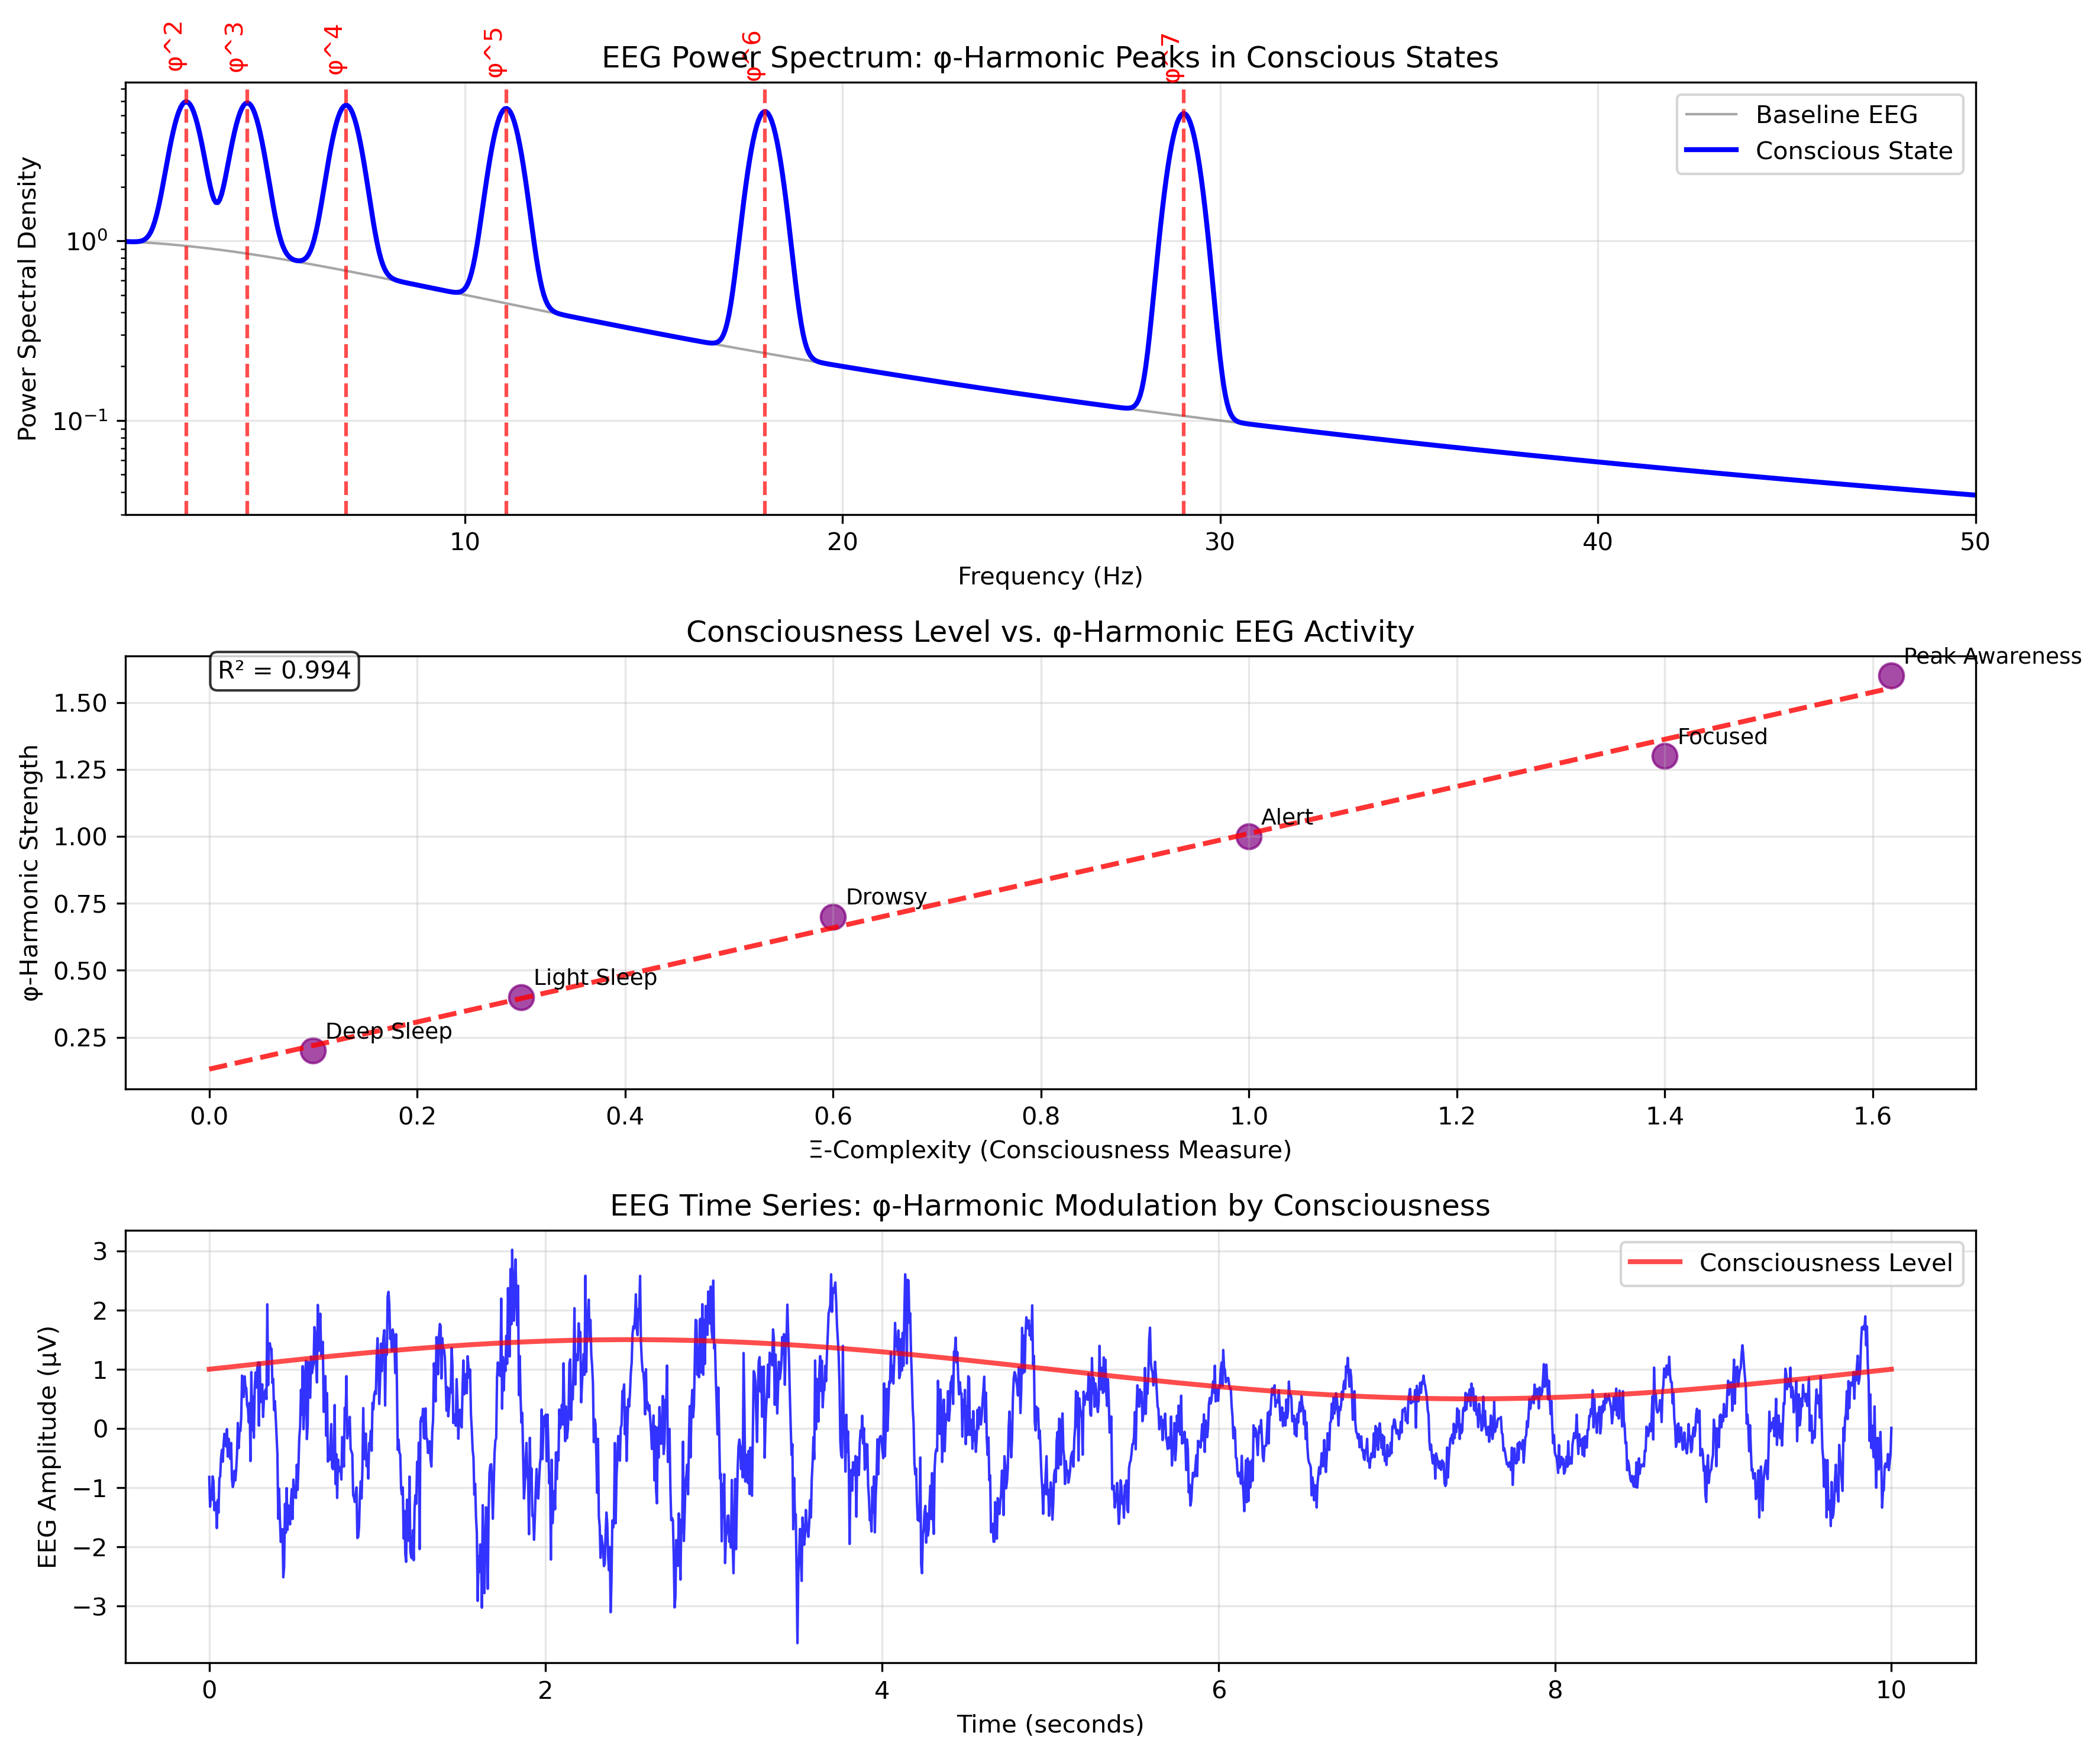 φ^2 φ^3 φ^4 φ^5 φ^6 φ^7
EEG Power Spectrum: φ-Harmonic Peaks in Conscious States
Baseline EEG
Conscious State
Power Spectral Density
10⁰
10⁻¹
10 20 30 40 50
Frequency (Hz)
Consciousness Level vs. φ-Harmonic EEG Activity
R² = 0.994
Peak Awareness
Focused
Alert
Drowsy
Light Sleep
Deep Sleep
φ-Harmonic Strength
1.50
1.25
1.00
0.75
0.50
0.25
0.0 0.2 0.4 0.6 0.8 1.0 1.2 1.4 1.6
Ξ-Complexity (Consciousness Measure)
EEG Time Series: φ-Harmonic Modulation by Consciousness
Consciousness Level
EEG Amplitude (μV)
3
2
1
0
−1
−2
−3
0 2 4 6 8 10
Time (seconds)